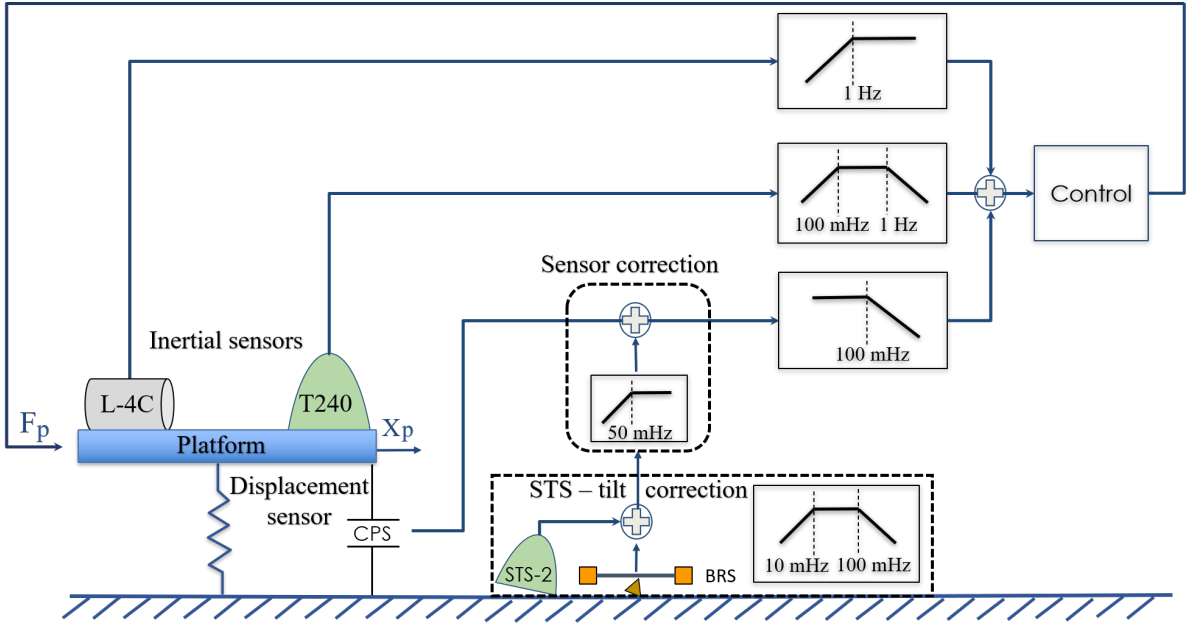 1 Hz
100 mHz 1 Hz
Control
Sensor correction
100 mHz
Inertial sensors
L-4C
T240
50 mHz
Fp
Platform
Xp
Displacement
sensor
CPS
STS – tilt correction
10 mHz 100 mHz
STS-2
BRS